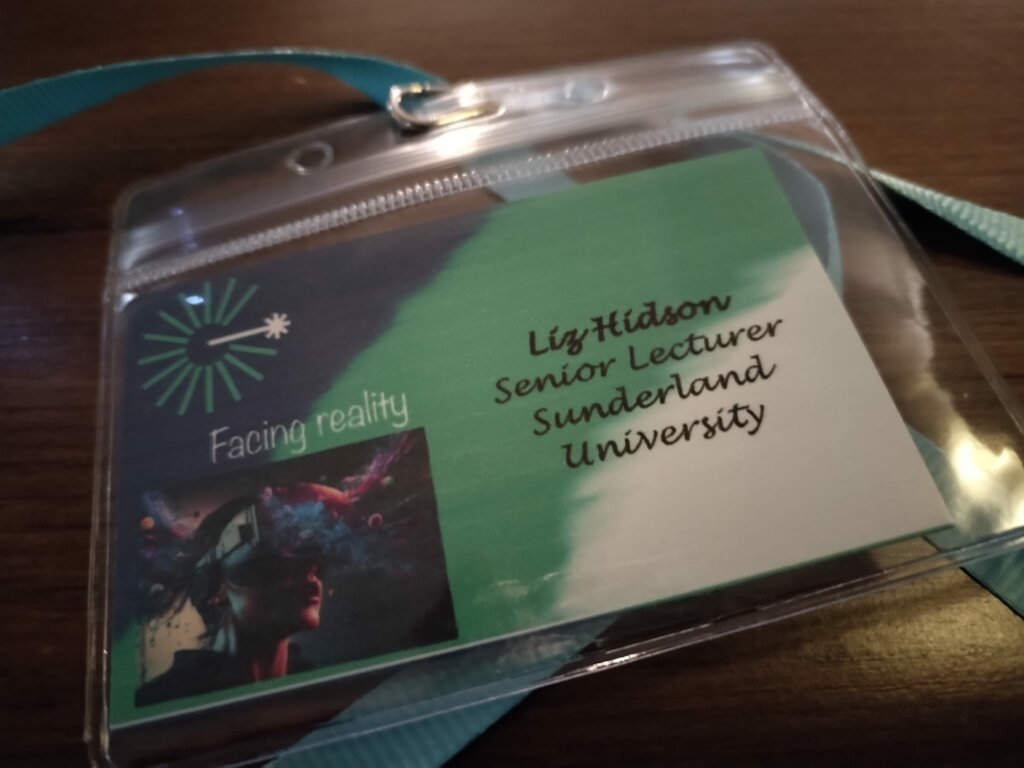 Facing reality
Liz Hidson
Senior Lecturer
Sunderland
University